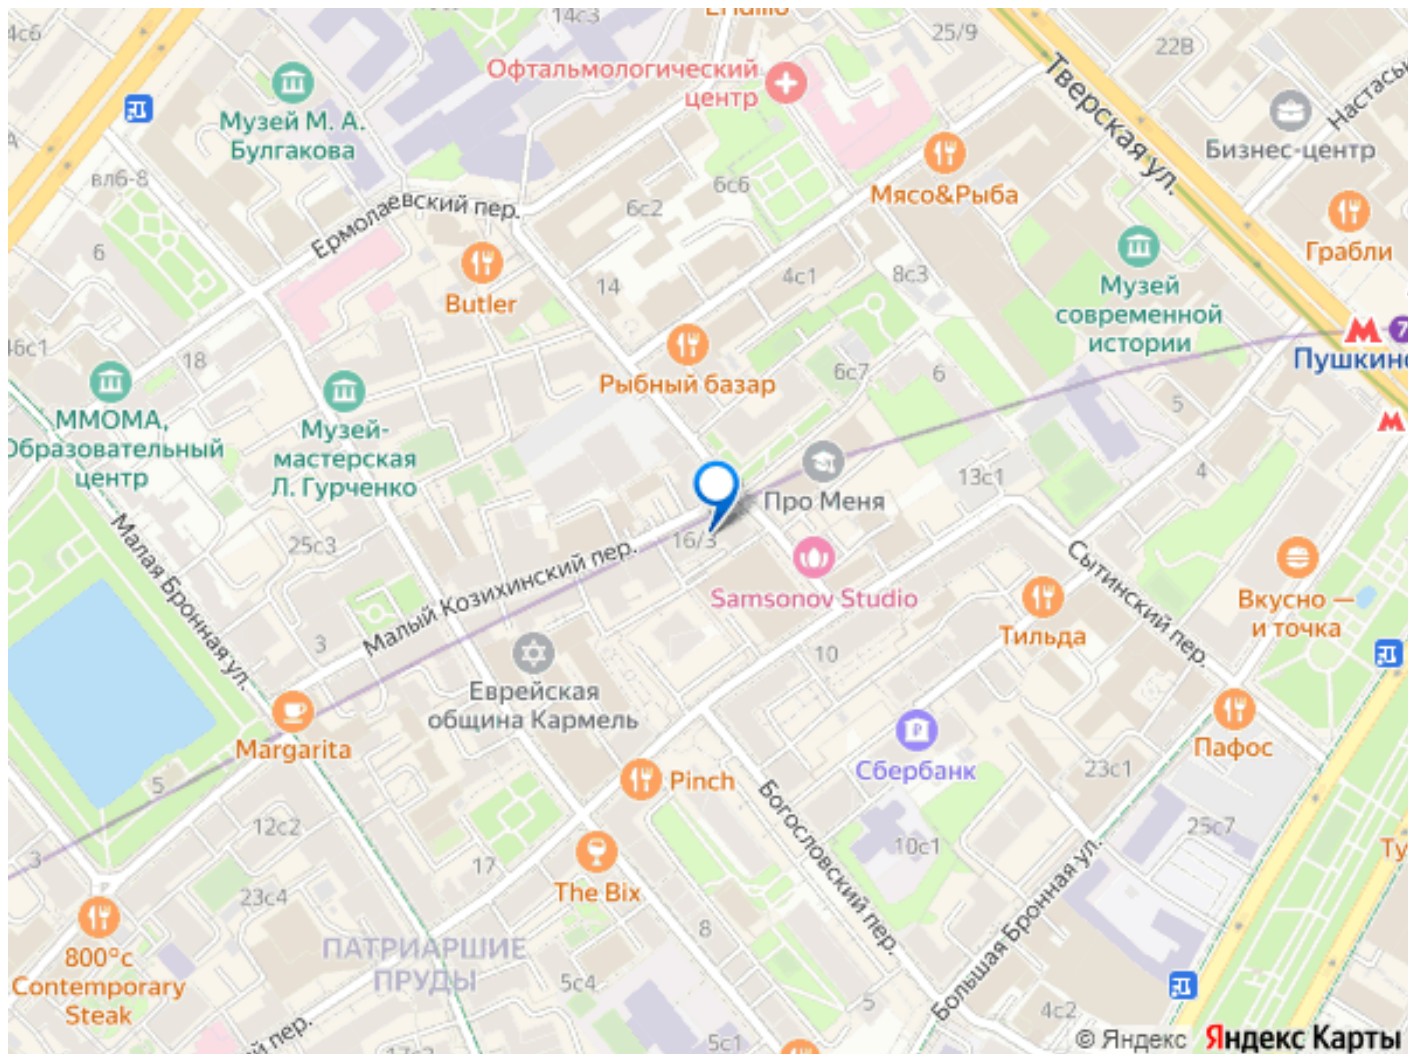 4с6
14с3
25/9
22В
Офтальмологический
центр
Тверская ул.
Бизнес-центр
Музей М. А.
Булгакова
вл6-8
Мясо&Рыба
6с6
6с2
Ермолаевский пер.
6
Грабли
Butler
14
4с1
8с3
Музей
современной
истории
7
Рыбный базар
6с7
6
5
18
ММОМА,
Образовательный
центр
Музей-
мастерская
Л. Гурченко
Про Меня
13с1
4
25с3
16/3
Малая Бронная ул.
Малый Козихинский пер.
Samsonov Studio
Сытинский пер.
Тильда
Вкусно —
и точка
3
10
Еврейская
община Кармель
Margarita
5
Сбербанк
Пафос
23с1
Pinch
Богословский пер.
12с2
17
The Bix
10с1
25с7
3
P
23с4
Большая Бронная ул.
800°c
Contemporary
Steak
ПАТРИАРШИЕ
ПРУДЫ
8
5с4
5
4с2
5с1
© Яндекс
Яндекс Карты